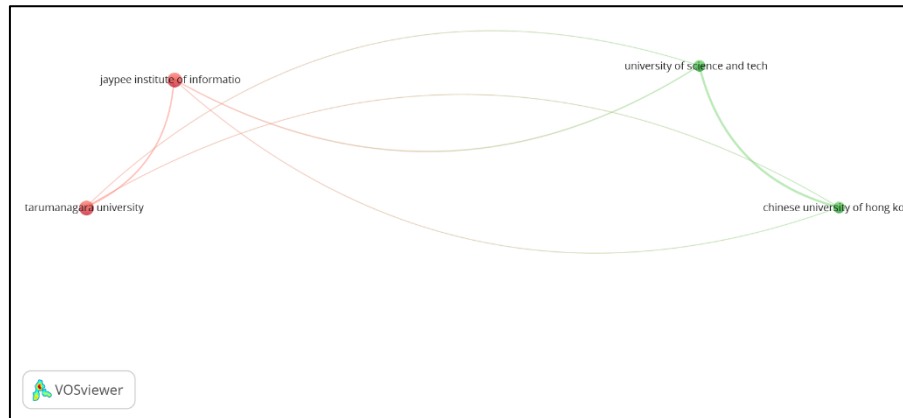 university of science and tech
jaypee institute of informatio
tarumanagara university
chinese university of hong ko
VOSviewer